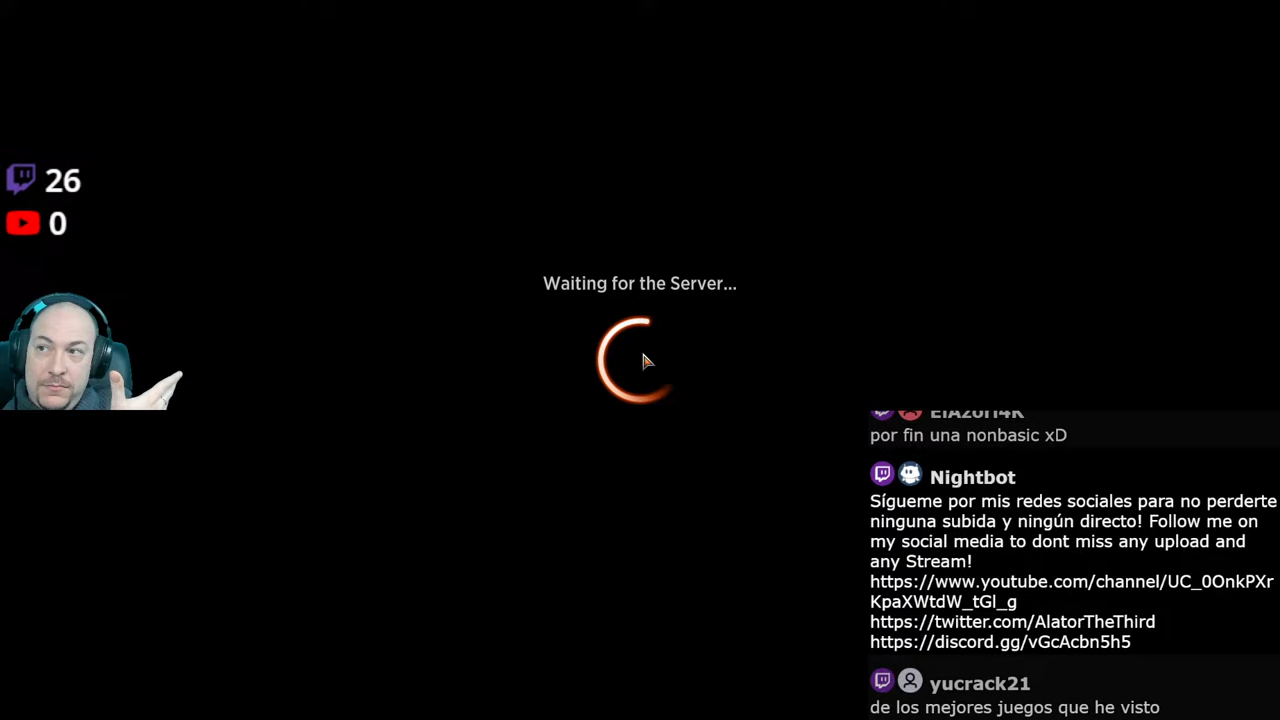 26
0
Waiting for the Server...
por fin una nonbasic xD
Nightbot
Sígueme por mis redes sociales para no perderte
ninguna subida y ningún directo! Follow me on
my social media to dont miss any upload and
any Stream!
https://www.youtube.com/channel/UC_0OnkPXr
KpaXWtdW_tGl_g
https://twitter.com/AlatorTheThird
https://discord.gg/vGcAcbn5h5
yucrack21
de los mejores juegos que he visto